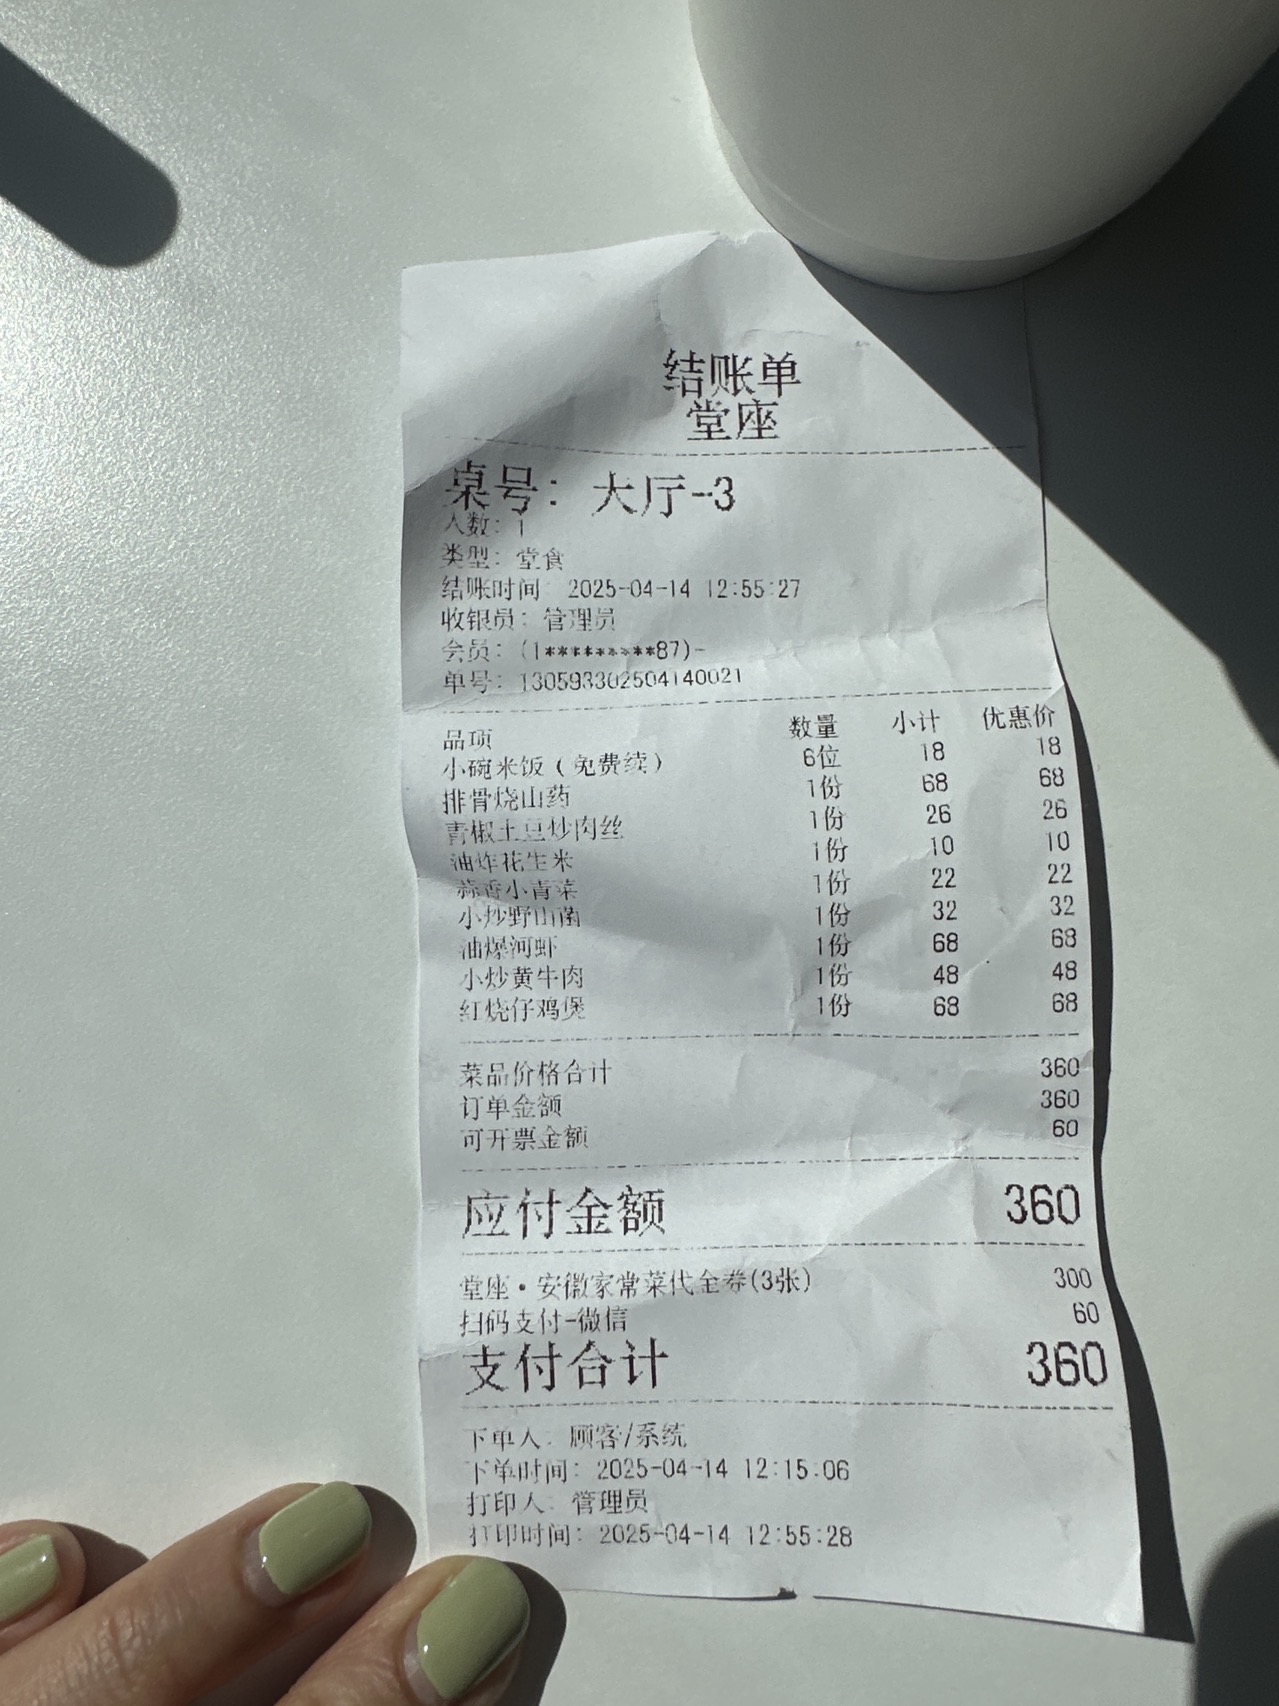 结账单
堂座
桌号: 大厅-3
人数: 1
类型: 堂食
结账时间: 2025-04-14 12:55:27
收银员: 管理员
会员: (1*********87)-
单号: 130593302504140021
品项 数量 小计 优惠价
小碗米饭（免费续） 6位 18 18
排骨烧山药 1份 68 68
青椒土豆炒肉丝 1份 26 26
油炸花生米 1份 10 10
蒜香小青菜 1份 22 22
小炒野山菌 1份 32 32
油爆河虾 1份 68 68
小炒黄牛肉 1份 48 48
红烧仔鸡煲 1份 68 68
菜品价格合计 360
订单金额 360
可开票金额 60
应付金额 360
堂座·安徽家常菜代金券(3张) 300
扫码支付-微信 60
支付合计 360
下单人: 顾客/系统
下单时间: 2025-04-14 12:15:06
打印人: 管理员
打印时间: 2025-04-14 12:55:28